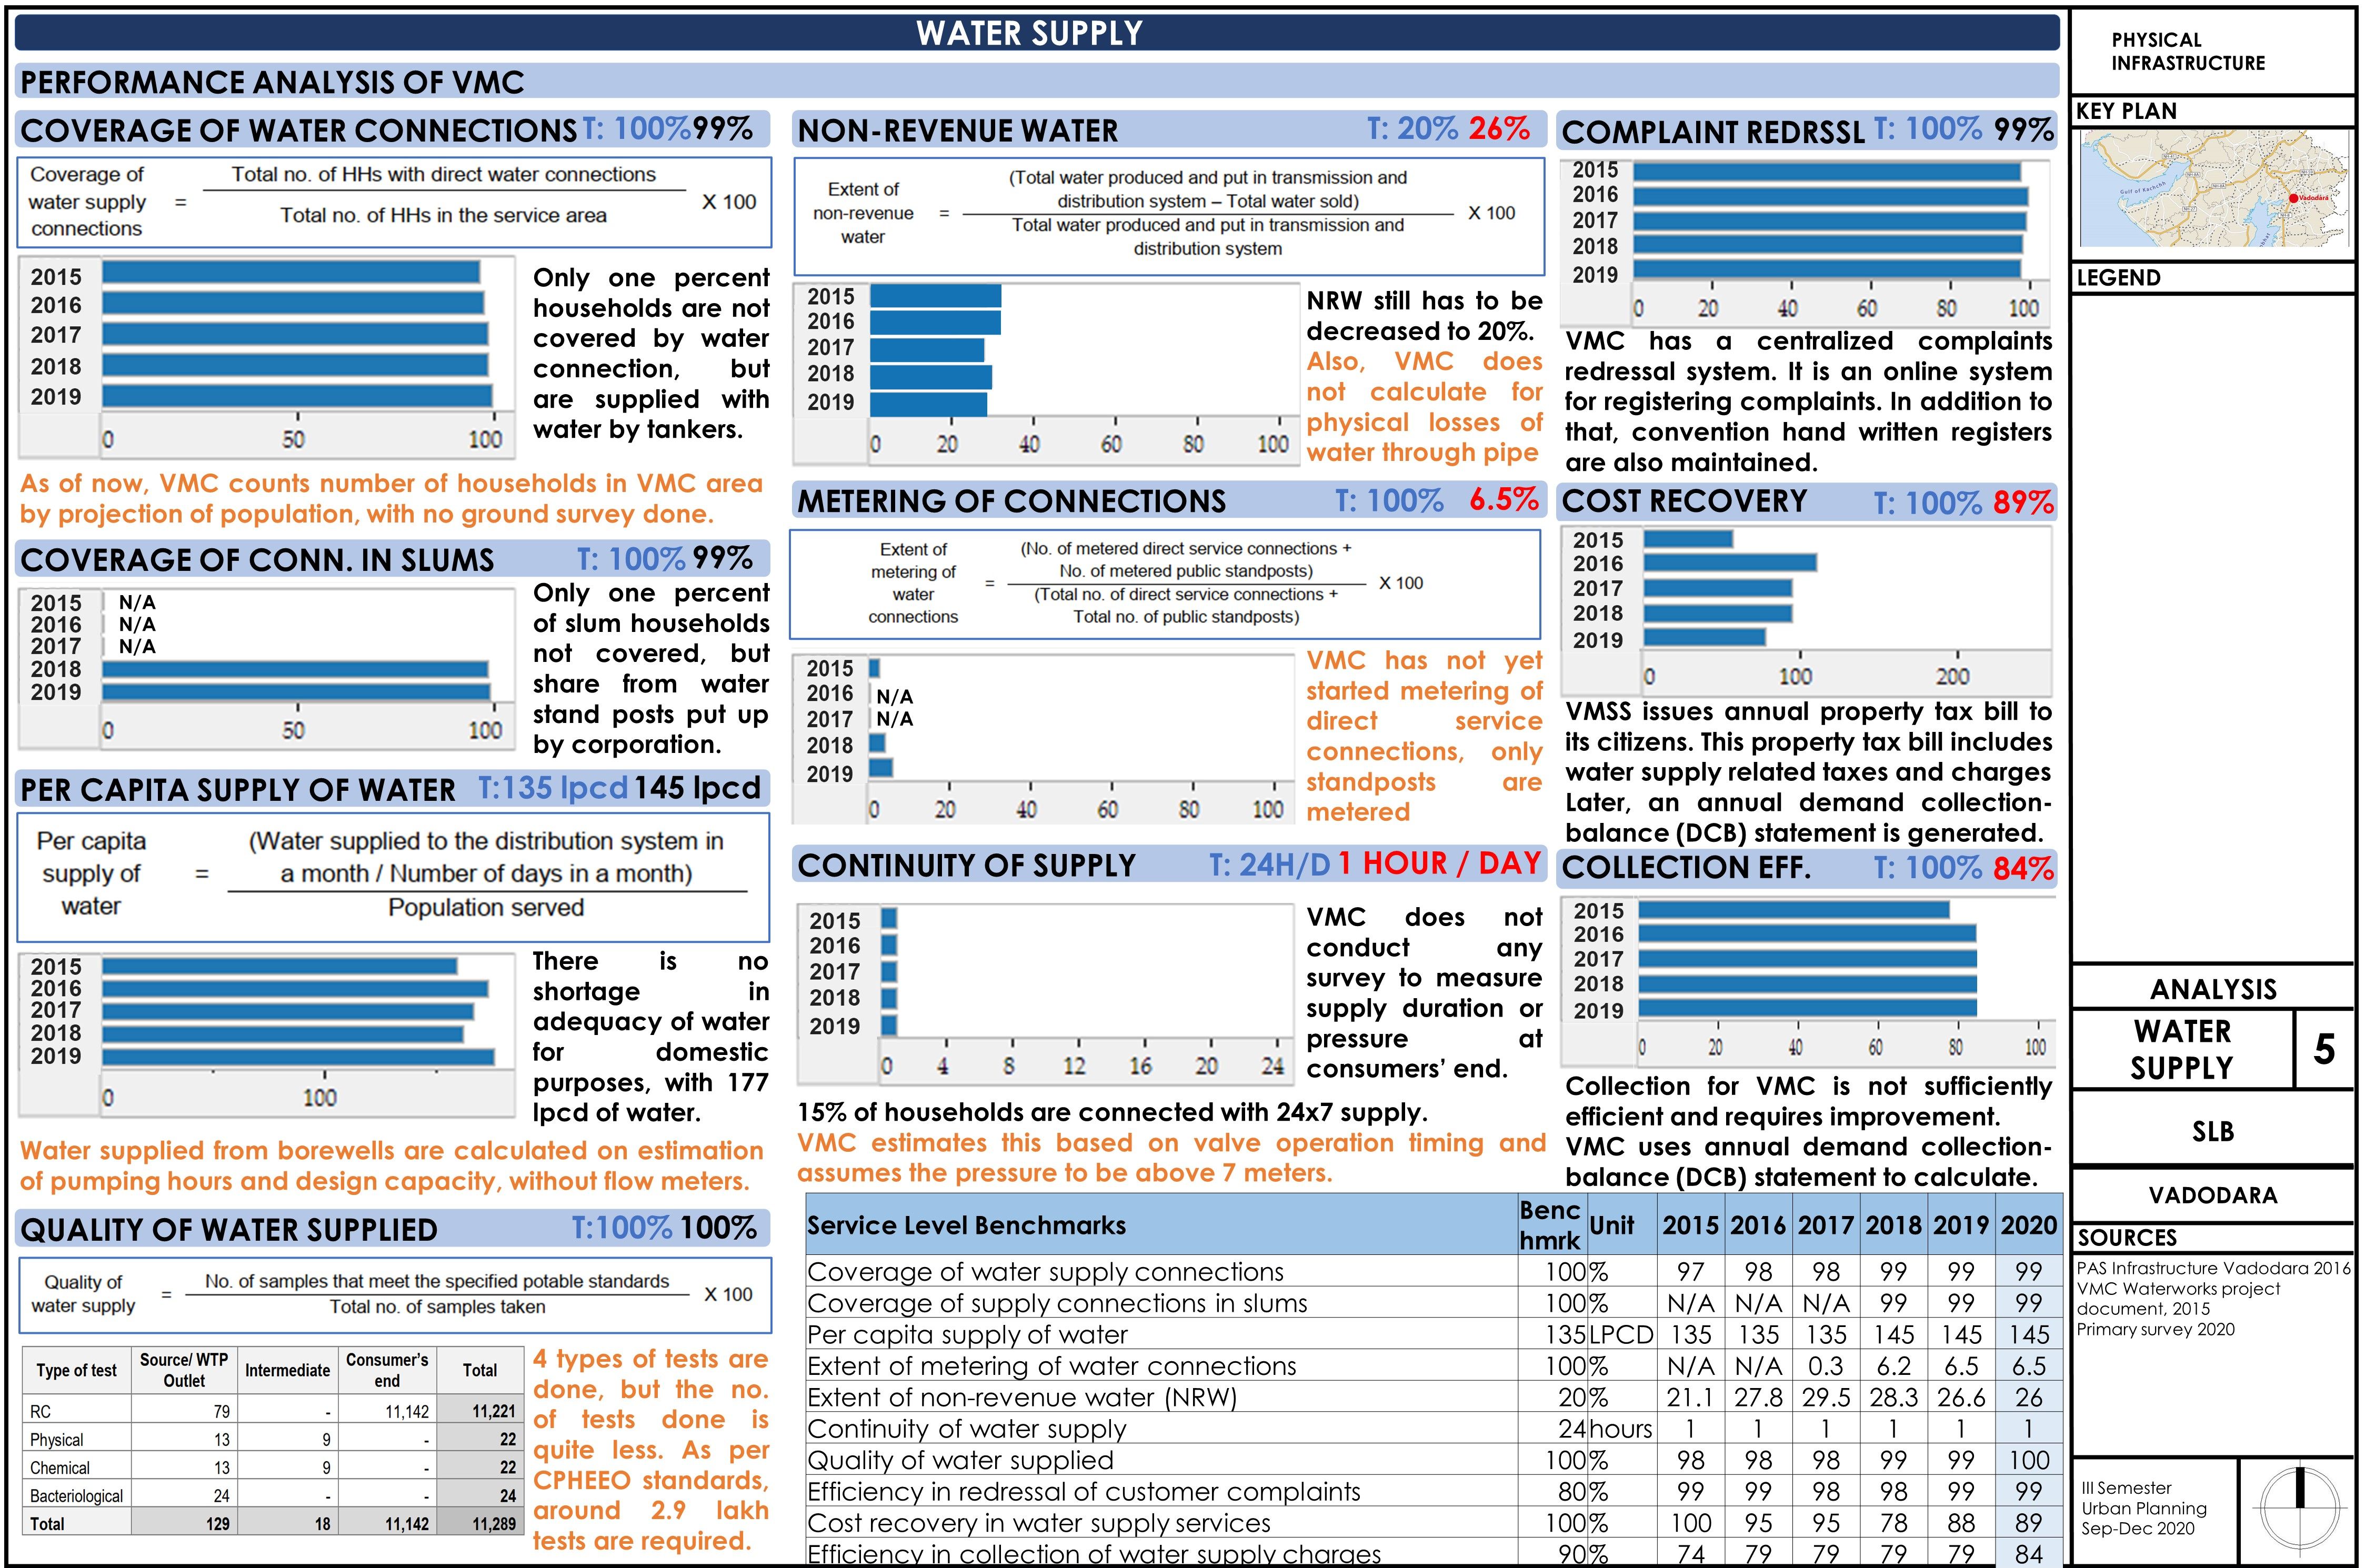 WATER SUPPLY
PERFORMANCE ANALYSIS OF VMC
COVERAGE OF WATER CONNECTIONS T: 100% 99%
Coverage of
water supply
connections
=
Total no. of HHs with direct water connections
Total no. of HHs in the service area
X 100
2015
2016
2017
2018
2019
0 50 100
Only one percent
households are not
covered by water
connection, but
are supplied with
water by tankers.
As of now, VMC counts number of households in VMC area
by projection of population, with no ground survey done.
COVERAGE OF CONN. IN SLUMS T: 100% 99%
2015 N/A
2016 N/A
2017 N/A
2018
2019
0 50 100
Only one percent
of slum households
not covered, but
share from water
stand posts put up
by corporation.
PER CAPITA SUPPLY OF WATER T:135 lpcd 145 lpcd
Per capita
supply of
water
=
(Water supplied to the distribution system in
a month / Number of days in a month)
Population served
2015
2016
2017
2018
2019
0 100
There is no
shortage in
adequacy of water
for domestic
purposes, with 177
lpcd of water.
Water supplied from borewells are calculated on estimation
of pumping hours and design capacity, without flow meters.
QUALITY OF WATER SUPPLIED T:100% 100%
Quality of
water supply
=
No. of samples that meet the specified potable standards
Total no. of samples taken
X 100
Type of test Source/ WTP Outlet Intermediate Consumer's end Total
RC 79 - 11,142 11,221
Physical 13 9 - 22
Chemical 13 9 - 22
Bacteriological 24 - - 24
Total 129 18 11,142 11,289
4 types of tests are
done, but the no.
of tests done is
quite less. As per
CPHEEO standards,
around 2.9 lakh
tests are required.
NON-REVENUE WATER T: 20% 26%
Extent of
non-revenue
water
=
(Total water produced and put in transmission and
distribution system – Total water sold)
Total water produced and put in transmission and
distribution system
X 100
2015
2016
2017
2018
2019
0 20 40 60 80 100
NRW still has to be
decreased to 20%.
Also, VMC does
not calculate for
physical losses of
water through pipe
METERING OF CONNECTIONS T: 100% 6.5%
Extent of
metering of
water
connections
=
(No. of metered direct service connections +
No. of metered public standposts)
(Total no. of direct service connections +
Total no. of public standposts)
X 100
2015
2016 N/A
2017 N/A
2018
2019
0 20 40 60 80 100
VMC has not yet
started metering of
direct service
connections, only
standposts are
metered
CONTINUITY OF SUPPLY T: 24H/D 1 HOUR / DAY
2015
2016
2017
2018
2019
0 4 8 12 16 20 24
VMC does not
conduct any
survey to measure
supply duration or
pressure at
consumers' end.
15% of households are connected with 24x7 supply.
VMC estimates this based on valve operation timing and
assumes the pressure to be above 7 meters.
COMPLAINT REDRSSL T: 100% 99%
2015
2016
2017
2018
2019
0 20 40 60 80 100
VMC has a centralized complaints
redressal system. It is an online system
for registering complaints. In addition to
that, convention hand written registers
are also maintained.
COST RECOVERY T: 100% 89%
2015
2016
2017
2018
2019
0 100 200
VMSS issues annual property tax bill to
its citizens. This property tax bill includes
water supply related taxes and charges
Later, an annual demand collection-
balance (DCB) statement is generated.
COLLECTION EFF. T: 100% 84%
2015
2016
2017
2018
2019
0 20 40 60 80 100
Collection for VMC is not sufficiently
efficient and requires improvement.
VMC uses annual demand collection-
balance (DCB) statement to calculate.
Service Level Benchmarks Benc hmrk Unit 2015 2016 2017 2018 2019 2020
Coverage of water supply connections 100 % 97 98 98 99 99 99
Coverage of supply connections in slums 100 % N/A N/A N/A 99 99 99
Per capita supply of water 135 LPCD 135 135 135 145 145 145
Extent of metering of water connections 100 % N/A N/A 0.3 6.2 6.5 6.5
Extent of non-revenue water (NRW) 20 % 21.1 27.8 29.5 28.3 26.6 26
Continuity of water supply 24 hours 1 1 1 1 1 1
Quality of water supplied 100 % 98 98 98 99 99 100
Efficiency in redressal of customer complaints 80 % 99 99 98 98 99 99
Cost recovery in water supply services 100 % 100 95 95 78 88 89
Efficiency in collection of water supply charges 90 % 74 79 79 79 79 84
PHYSICAL
INFRASTRUCTURE
KEY PLAN
Gulf of Kachchh
Vadodara
LEGEND
ANALYSIS
WATER
SUPPLY
5
SLB
VADODARA
SOURCES
PAS Infrastructure Vadodara 2016
VMC Waterworks project
document, 2015
Primary survey 2020
III Semester
Urban Planning
Sep-Dec 2020